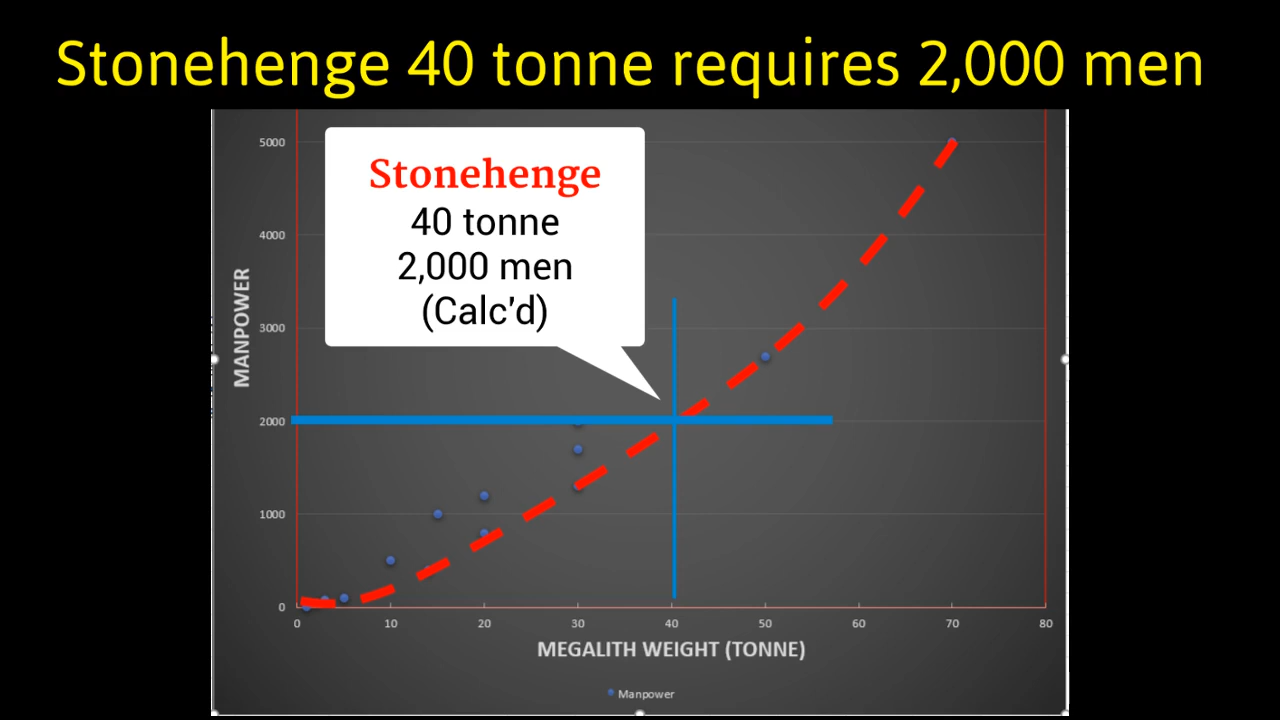 Stonehenge 40 tonne requires 2,000 men
Stonehenge
40 tonne
2,000 men
(Calc'd)
5000
4000
3000
2000
1000
0
MANPOWER
0 10 20 30 40 50 60 70 80
MEGALITH WEIGHT (TONNE)
Manpower